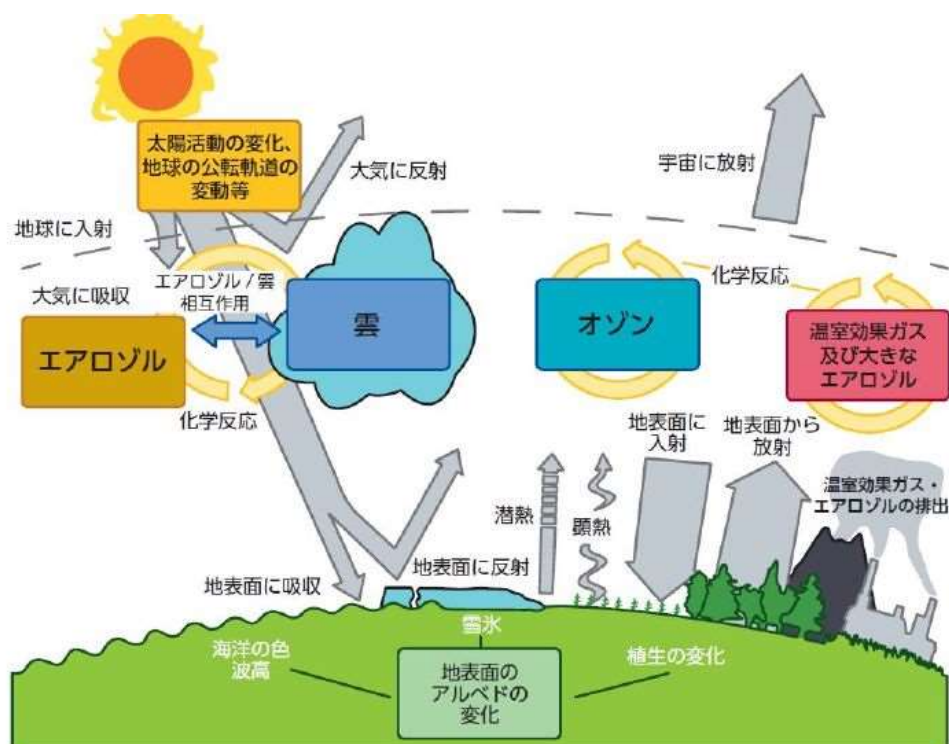 太陽活動の変化、
地球の公転軌道の
変動等
大気に反射
宇宙に放射
地球に入射
エアロゾル / 雲
相互作用
大気に吸収
化学反応
エアロゾル
雲
オゾン
温室効果ガス
及び大きな
エアロゾル
化学反応
地表面に
入射
地表面から
放射
温室効果ガス・
エアロゾルの排出
潜熱
顕熱
地表面に吸収
地表面に反射
雪氷
海洋の色
波高
植生の変化
地表面の
アルベドの
変化